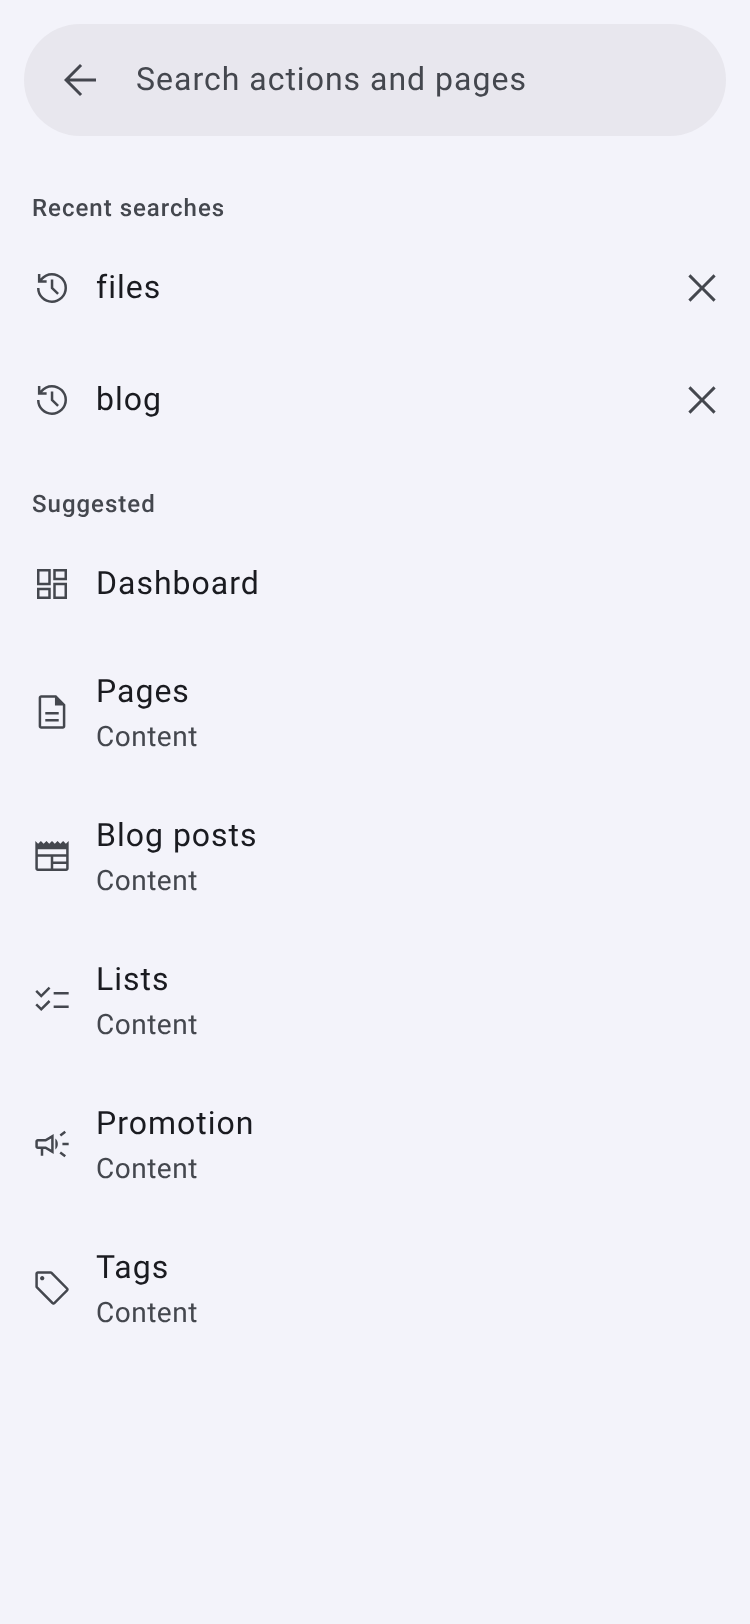 Search actions and pages
Recent searches
files
blog
Suggested
Dashboard
Pages
Content
Blog posts
Content
Lists
Content
Promotion
Content
Tags
Content